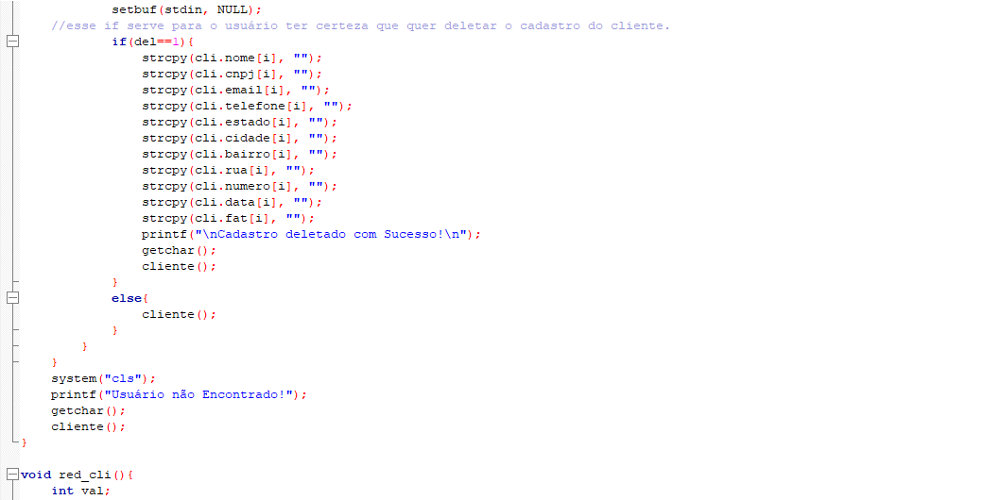 setbuf(stdin, NULL);
//esse if serve para o usuário ter certeza que quer deletar o cadastro do cliente.
if(del==1){
strcpy(cli.nome[i], "");
strcpy(cli.cnpj[i], "");
strcpy(cli.email[i], "");
strcpy(cli.telefone[i], "");
strcpy(cli.estado[i], "");
strcpy(cli.cidade[i], "");
strcpy(cli.bairro[i], "");
strcpy(cli.rua[i], "");
strcpy(cli.numero[i], "");
strcpy(cli.data[i], "");
strcpy(cli.fat[i], "");
printf("\nCadastro deletado com Sucesso!\n");
getchar();
cliente();
}
else{
cliente();
}
}
}
system("cls");
printf("Usuário não Encontrado!");
getchar();
cliente();
}
void red_cli(){
int val;